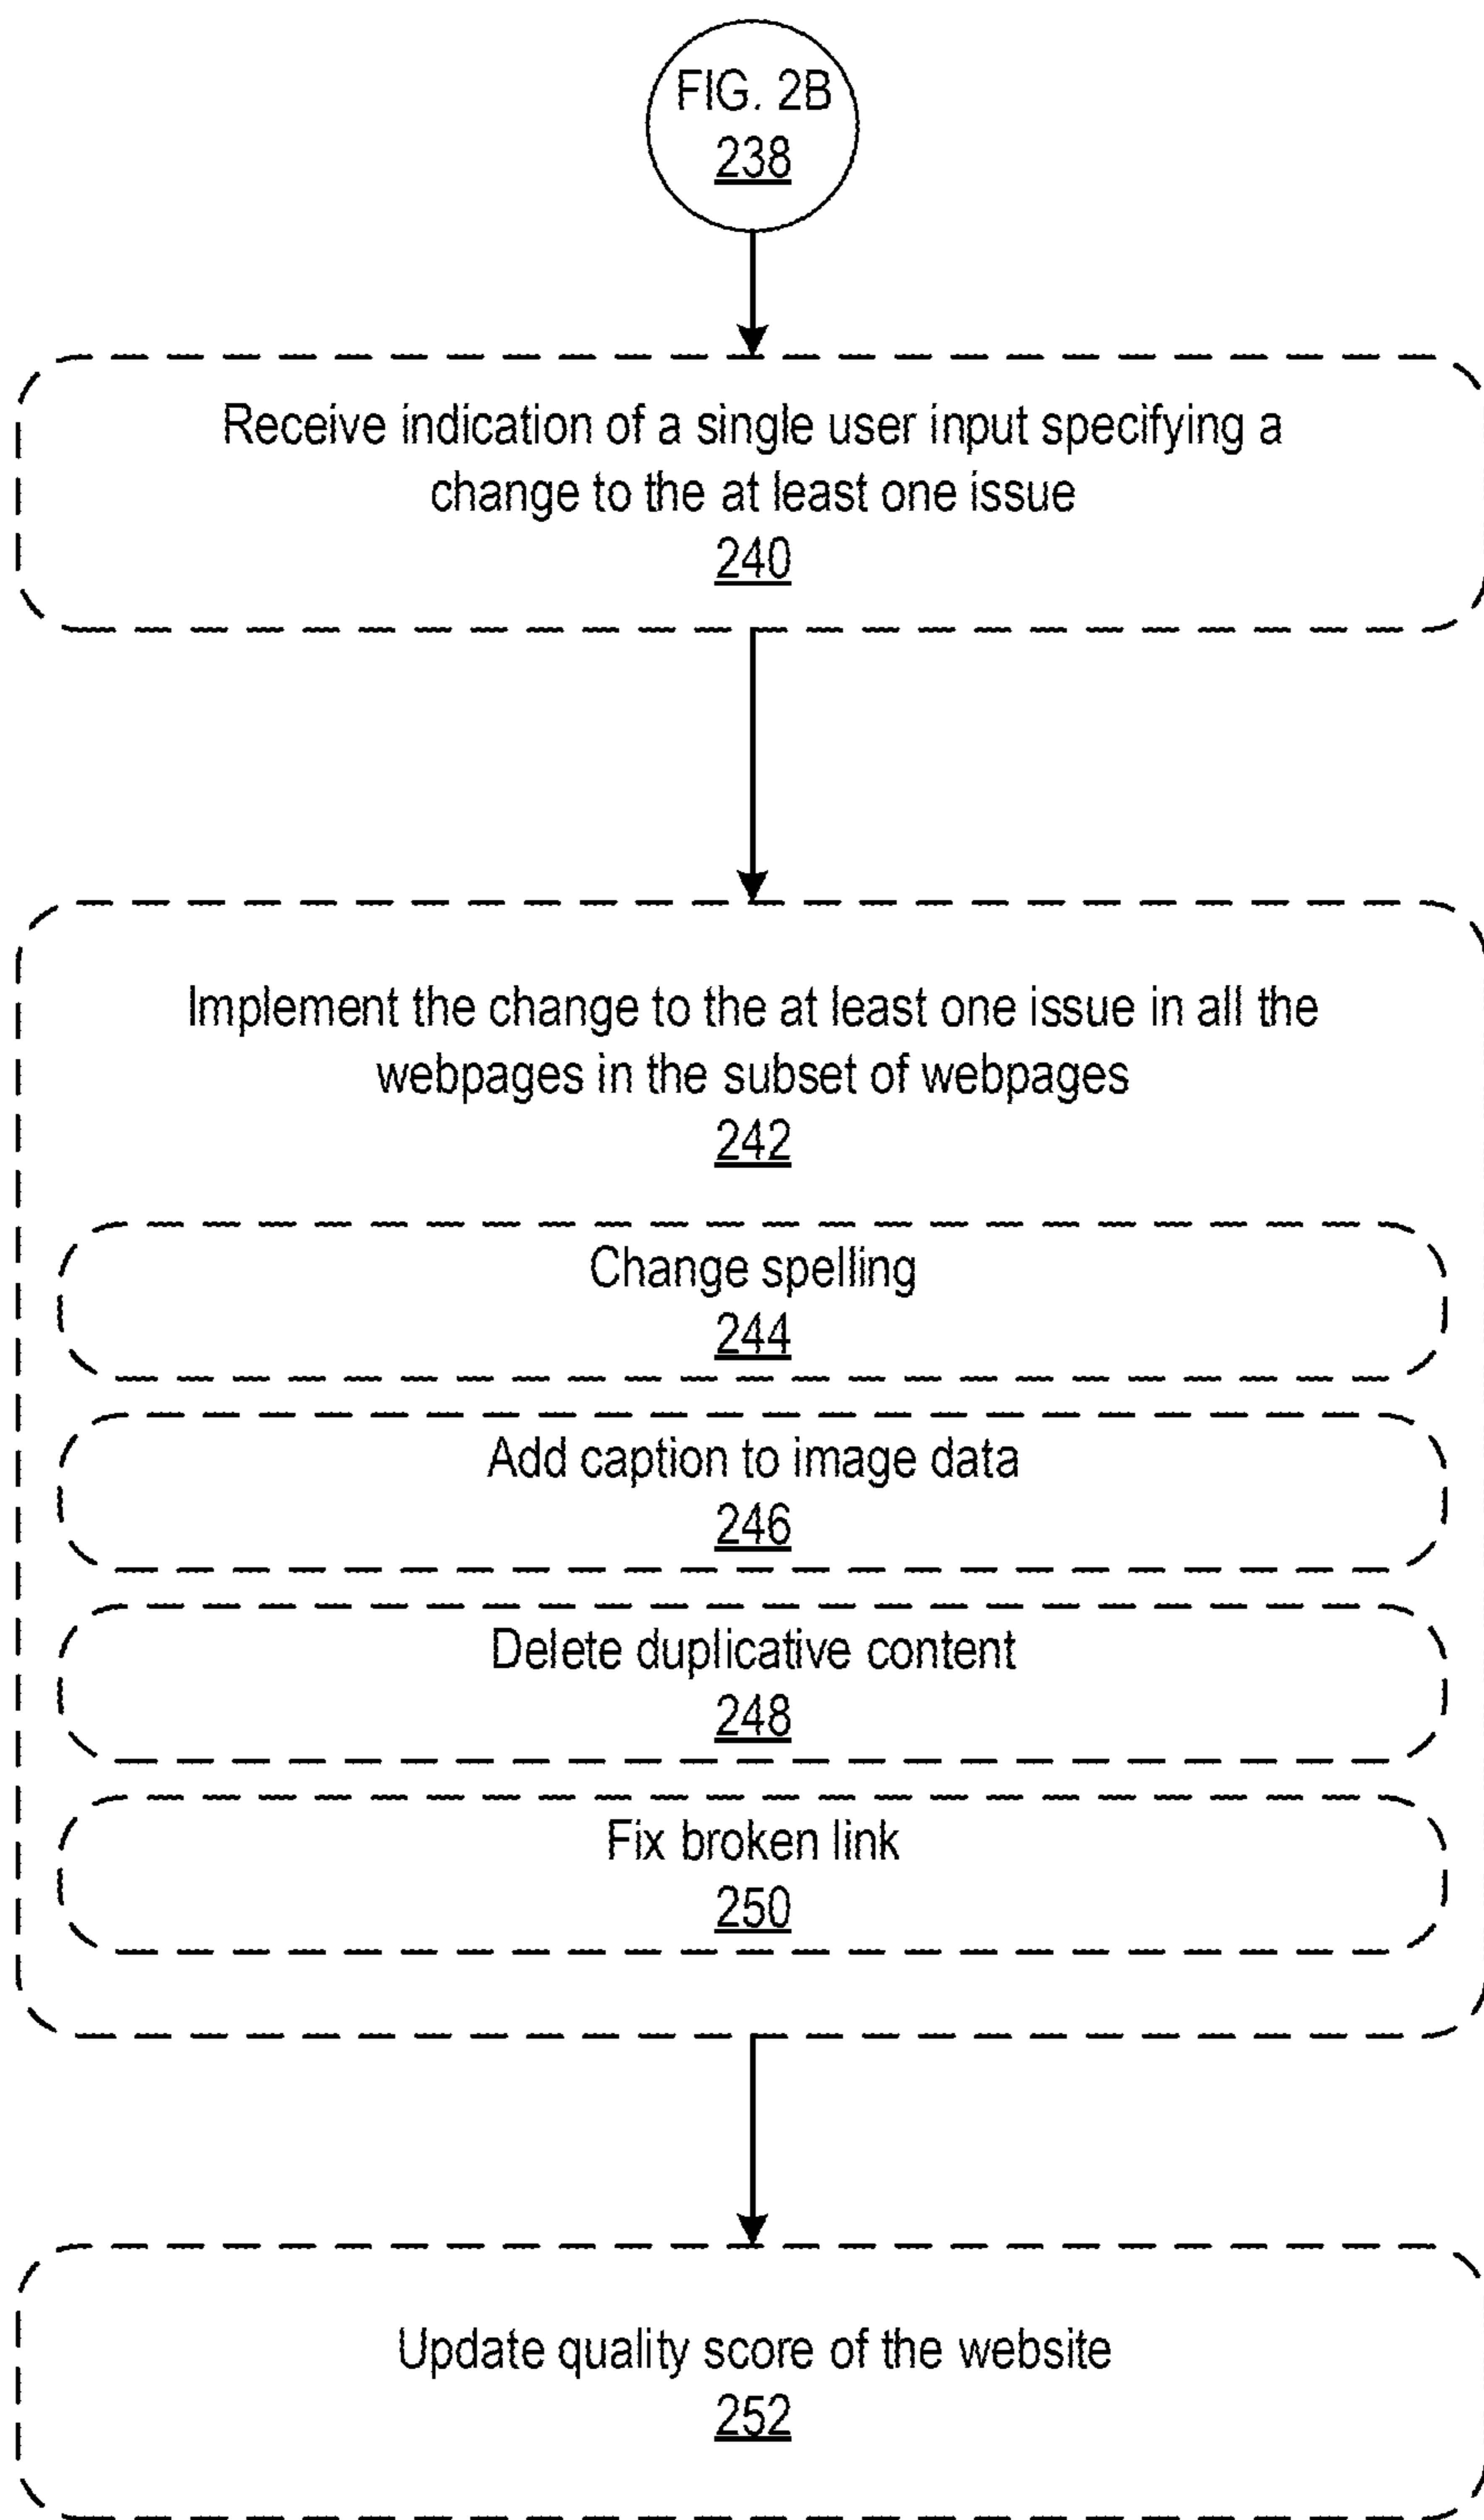 FIG. 2B
238
Receive indication of a single user input specifying a
change to the at least one issue
240
Implement the change to the at least one issue in all the
webpages in the subset of webpages
242
Change spelling
244
Add caption to image data
246
Delete duplicative content
248
Fix broken link
250
Update quality score of the website
252